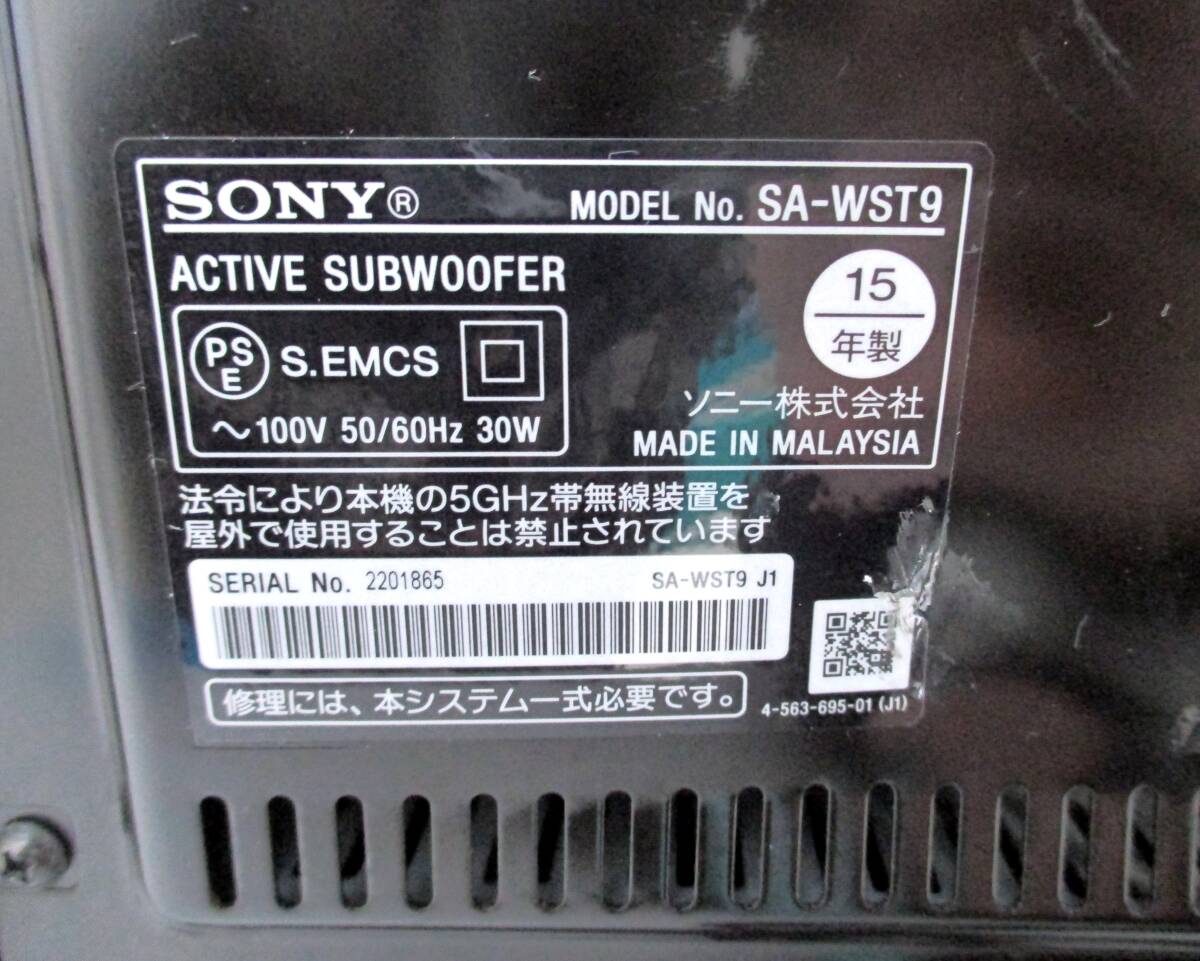 SONY®
MODEL No. SA-WST9
ACTIVE SUBWOOFER
15
年製
PS
E
S.EMCS
～100V 50/60Hz 30W
ソニー株式会社
MADE IN MALAYSIA
法令により本機の5GHz帯無線装置を
屋外で使用することは禁止されています
SERIAL No. 2201865
SA-WST9 J1
修理には、本システム一式必要です。
4-563-695-01 (J1)